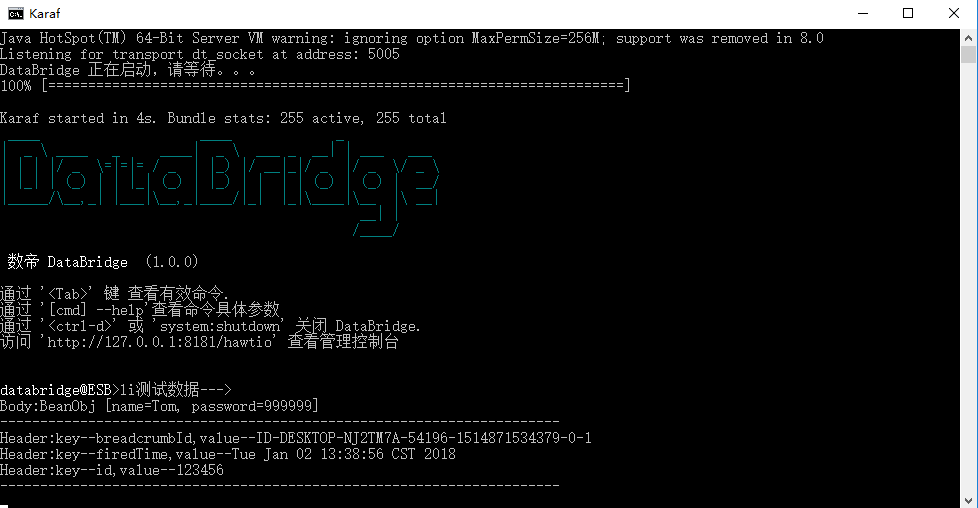 Karaf
Java HotSpot(TM) 64-Bit Server VM warning: ignoring option MaxPermSize=256M; support was removed in 8.0
Listening for transport dt_socket at address: 5005
DataBridge 正在启动，请等待。。。
100% [========================================================================]
Karaf started in 4s. Bundle stats: 255 active, 255 total
DataBridge
数帝 DataBridge （1.0.0）
通过 '<Tab>' 键 查看有效命令.
通过 '[cmd] --help'查看命令具体参数
通过 '<ctrl-d>' 或 'system:shutdown' 关闭 DataBridge.
访问 'http://127.0.0.1:8181/hawtio' 查看管理控制台
databridge@ESB>li测试数据--->
Body:BeanObj [name=Tom, password=999999]
----------------------------------------------------------------------
Header:key--breadcrumbId,value--ID-DESKTOP-NJ2TM7A-54196-1514871534379-0-1
Header:key--firedTime,value--Tue Jan 02 13:38:56 CST 2018
Header:key--id,value--123456
----------------------------------------------------------------------